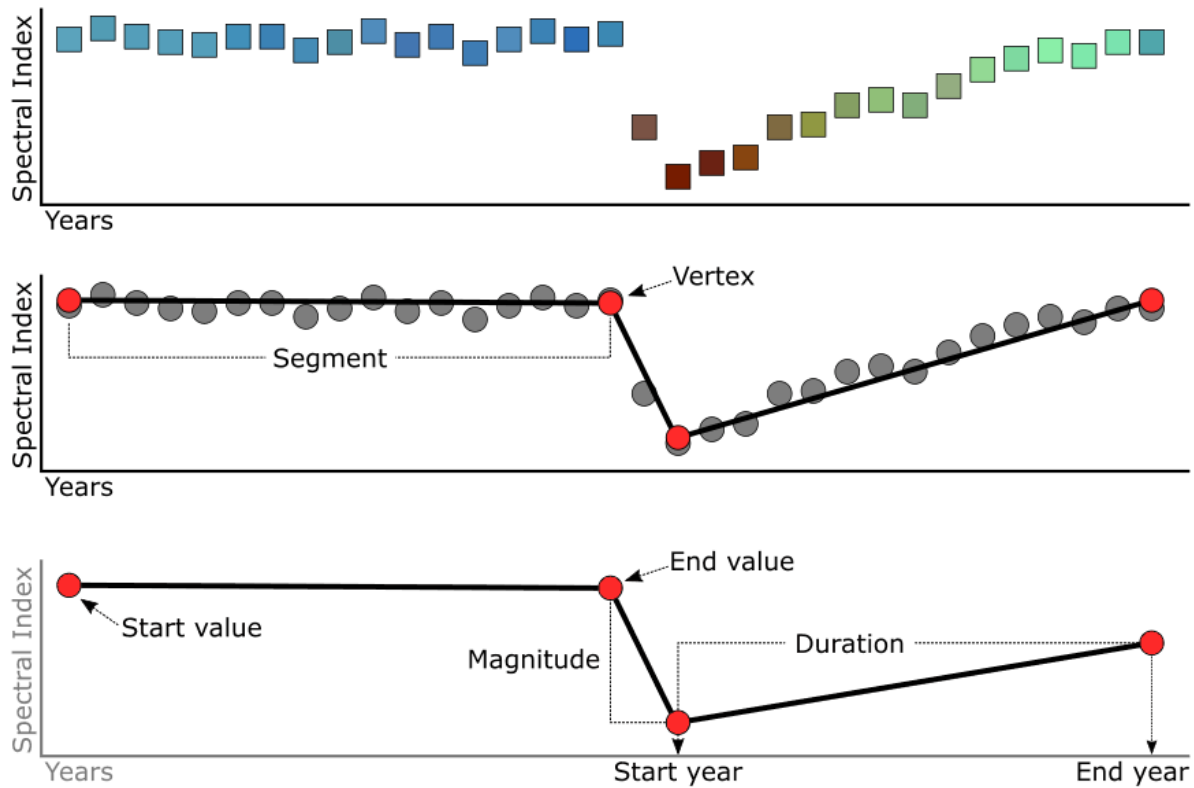 Spectral Index
Years
Spectral Index
Vertex
Segment
Years
Spectral Index
End value
Start value
Magnitude
Duration
Years
Start year
End year